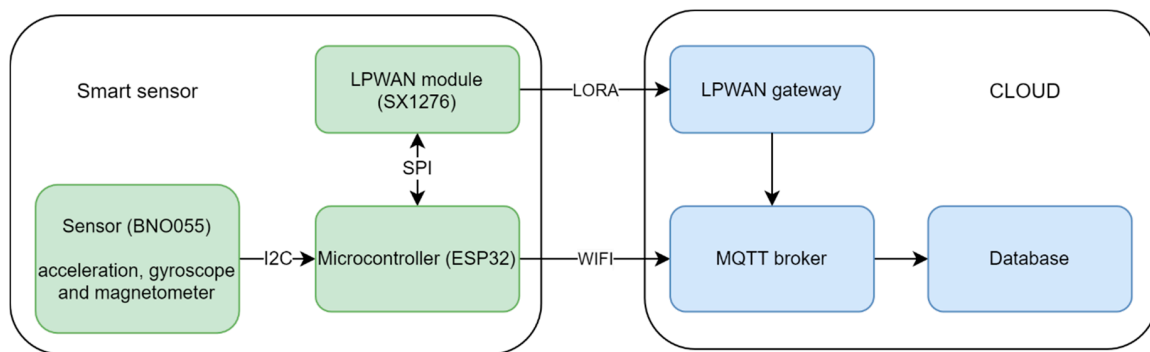 Smart sensor
LPWAN module
(SX1276)
LORA
LPWAN gateway
CLOUD
SPI
Sensor (BNO055)
acceleration, gyroscope
and magnetometer
I2C
Microcontroller (ESP32)
WIFI
MQTT broker
Database